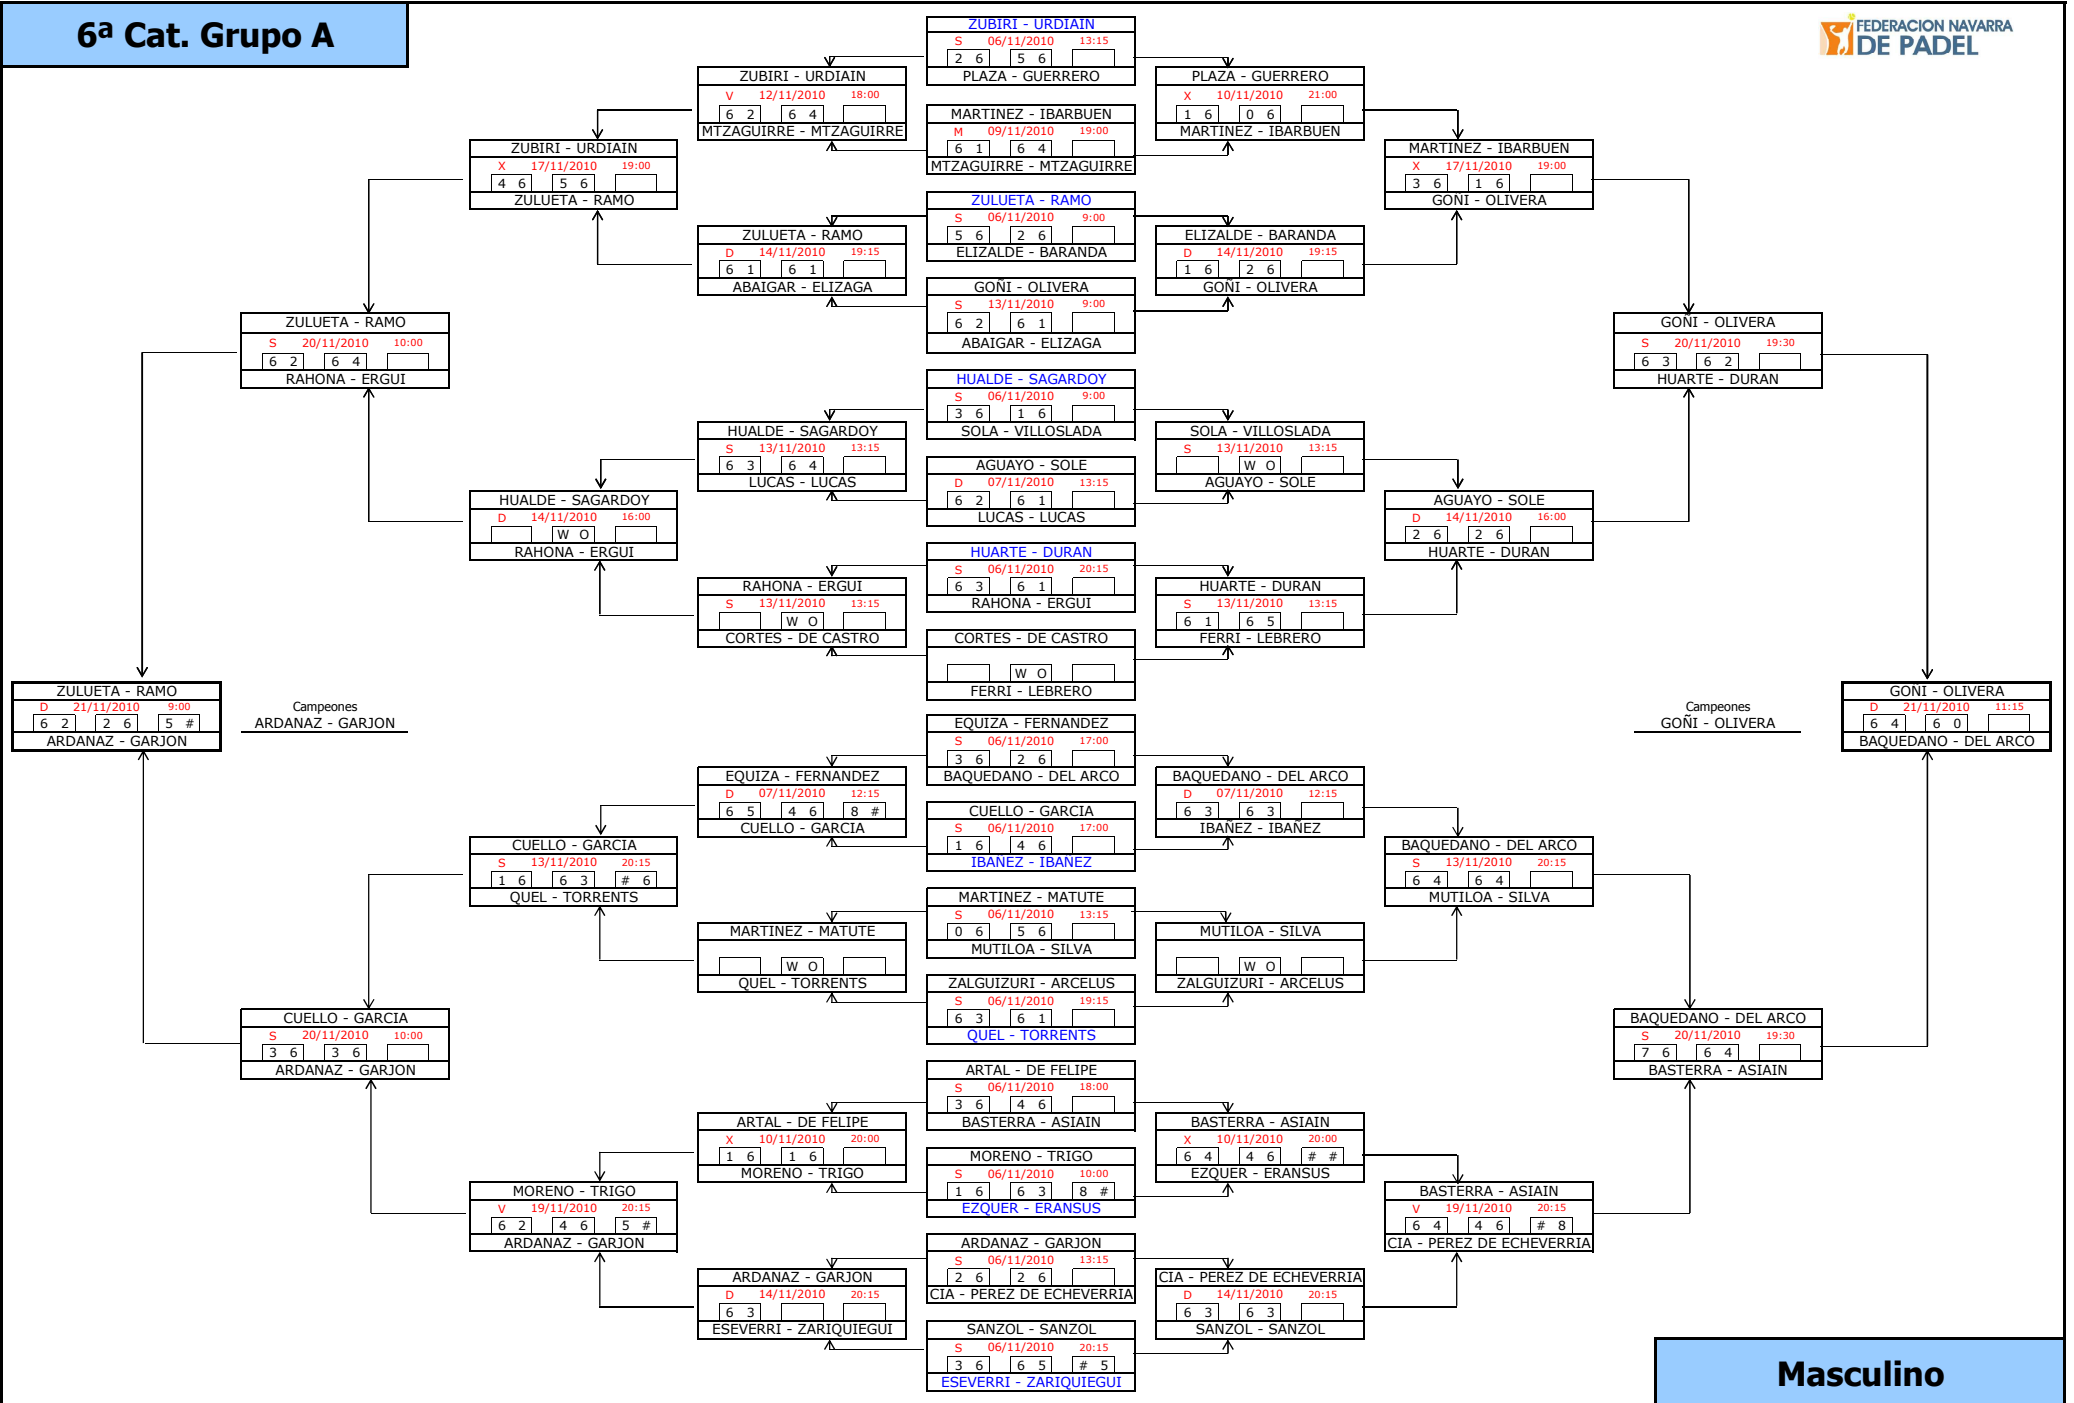 6ª Cat. Grupo A
FEDERACION NAVARRA
DE PADEL
ZULUETA - RAMO
D 21/11/2010 9:00
6 2 2 6 5 #
ARDANAZ - GARJON
Campeones
ARDANAZ - GARJON
ZULUETA - RAMO
S 20/11/2010 10:00
6 2 6 4
RAHONA - ERGUI
CUELLO - GARCIA
S 20/11/2010 10:00
3 6 3 6
ARDANAZ - GARJON
ZUBIRI - URDIAIN
X 17/11/2010 19:00
4 6 5 6
ZULUETA - RAMO
HUALDE - SAGARDOY
D 14/11/2010 16:00
W O
RAHONA - ERGUI
CUELLO - GARCIA
S 13/11/2010 20:15
1 6 6 3 # 6
QUEL - TORRENTS
MORENO - TRIGO
V 19/11/2010 20:15
6 2 4 6 5 #
ARDANAZ - GARJON
ZUBIRI - URDIAIN
V 12/11/2010 18:00
6 2 6 4
MTZAGUIRRE - MTZAGUIRRE
ZULUETA - RAMO
D 14/11/2010 19:15
6 1 6 1
ABAIGAR - ELIZAGA
HUALDE - SAGARDOY
S 13/11/2010 13:15
6 3 6 4
LUCAS - LUCAS
RAHONA - ERGUI
S 13/11/2010 13:15
W O
CORTES - DE CASTRO
EQUIZA - FERNANDEZ
D 07/11/2010 12:15
6 5 4 6 8 #
CUELLO - GARCIA
MARTINEZ - MATUTE
W O
QUEL - TORRENTS
ARTAL - DE FELIPE
X 10/11/2010 20:00
1 6 1 6
MORENO - TRIGO
ARDANAZ - GARJON
D 14/11/2010 20:15
6 3
ESEVERRI - ZARIQUIEGUI
ZUBIRI - URDIAIN
S 06/11/2010 13:15
2 6 5 6
PLAZA - GUERRERO
MARTINEZ - IBARBUEN
M 09/11/2010 19:00
6 1 6 4
MTZAGUIRRE - MTZAGUIRRE
ZULUETA - RAMO
S 06/11/2010 9:00
5 6 2 6
ELIZALDE - BARANDA
GOÑI - OLIVERA
S 13/11/2010 9:00
6 2 6 1
ABAIGAR - ELIZAGA
HUALDE - SAGARDOY
S 06/11/2010 9:00
3 6 1 6
SOLA - VILLOSLADA
AGUAYO - SOLE
D 07/11/2010 13:15
6 2 6 1
LUCAS - LUCAS
HUARTE - DURAN
S 06/11/2010 20:15
6 3 6 1
RAHONA - ERGUI
CORTES - DE CASTRO
W O
FERRI - LEBRERO
EQUIZA - FERNANDEZ
S 06/11/2010 17:00
3 6 2 6
BAQUEDANO - DEL ARCO
CUELLO - GARCIA
S 06/11/2010 17:00
1 6 4 6
IBAÑEZ - IBAÑEZ
MARTINEZ - MATUTE
S 06/11/2010 13:15
0 6 5 6
MUTILOA - SILVA
ZALGUIZURI - ARCELUS
S 06/11/2010 19:15
6 3 6 1
QUEL - TORRENTS
ARTAL - DE FELIPE
S 06/11/2010 18:00
3 6 4 6
BASTERRA - ASIAIN
MORENO - TRIGO
S 06/11/2010 10:00
1 6 6 3 8 #
EZQUER - ERANSUS
ARDANAZ - GARJON
S 06/11/2010 13:15
2 6 2 6
CIA - PEREZ DE ECHEVERRIA
SANZOL - SANZOL
S 06/11/2010 20:15
3 6 6 5 # 5
ESEVERRI - ZARIQUIEGUI
PLAZA - GUERRERO
X 10/11/2010 21:00
1 6 0 6
MARTINEZ - IBARBUEN
ELIZALDE - BARANDA
D 14/11/2010 19:15
1 6 2 6
GOÑI - OLIVERA
SOLA - VILLOSLADA
S 13/11/2010 13:15
W O
AGUAYO - SOLE
HUARTE - DURAN
S 13/11/2010 13:15
6 1 6 5
FERRI - LEBRERO
BAQUEDANO - DEL ARCO
D 07/11/2010 12:15
6 3 6 3
IBAÑEZ - IBAÑEZ
MUTILOA - SILVA
W O
ZALGUIZURI - ARCELUS
BASTERRA - ASIAIN
X 10/11/2010 20:00
6 4 4 6 # #
EZQUER - ERANSUS
CIA - PEREZ DE ECHEVERRIA
D 14/11/2010 20:15
6 3 6 3
SANZOL - SANZOL
MARTINEZ - IBARBUEN
X 17/11/2010 19:00
3 6 1 6
GOÑI - OLIVERA
AGUAYO - SOLE
D 14/11/2010 16:00
2 6 2 6
HUARTE - DURAN
BAQUEDANO - DEL ARCO
S 13/11/2010 20:15
6 4 6 4
MUTILOA - SILVA
BASTERRA - ASIAIN
V 19/11/2010 20:15
6 4 4 6 # 8
CIA - PEREZ DE ECHEVERRIA
GOÑI - OLIVERA
S 20/11/2010 19:30
6 3 6 2
HUARTE - DURAN
BAQUEDANO - DEL ARCO
S 20/11/2010 19:30
7 6 6 4
BASTERRA - ASIAIN
Campeones
GOÑI - OLIVERA
GOÑI - OLIVERA
D 21/11/2010 11:15
6 4 6 0
BAQUEDANO - DEL ARCO
Masculino